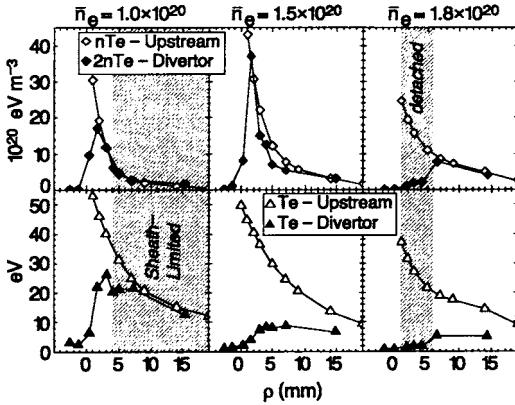 n̅e = 1.0×10²⁰
n̅e = 1.5×10²⁰
n̅e = 1.8×10²⁰
nTe – Upstream
2nTe – Divertor
detached
10²⁰ eV m⁻³
40
30
20
10
0
Te – Upstream
Te – Divertor
Sheath-
Limited
eV
50
40
30
20
10
0
0 5 10 15
0 5 10 15
0 5 10 15
ρ (mm)